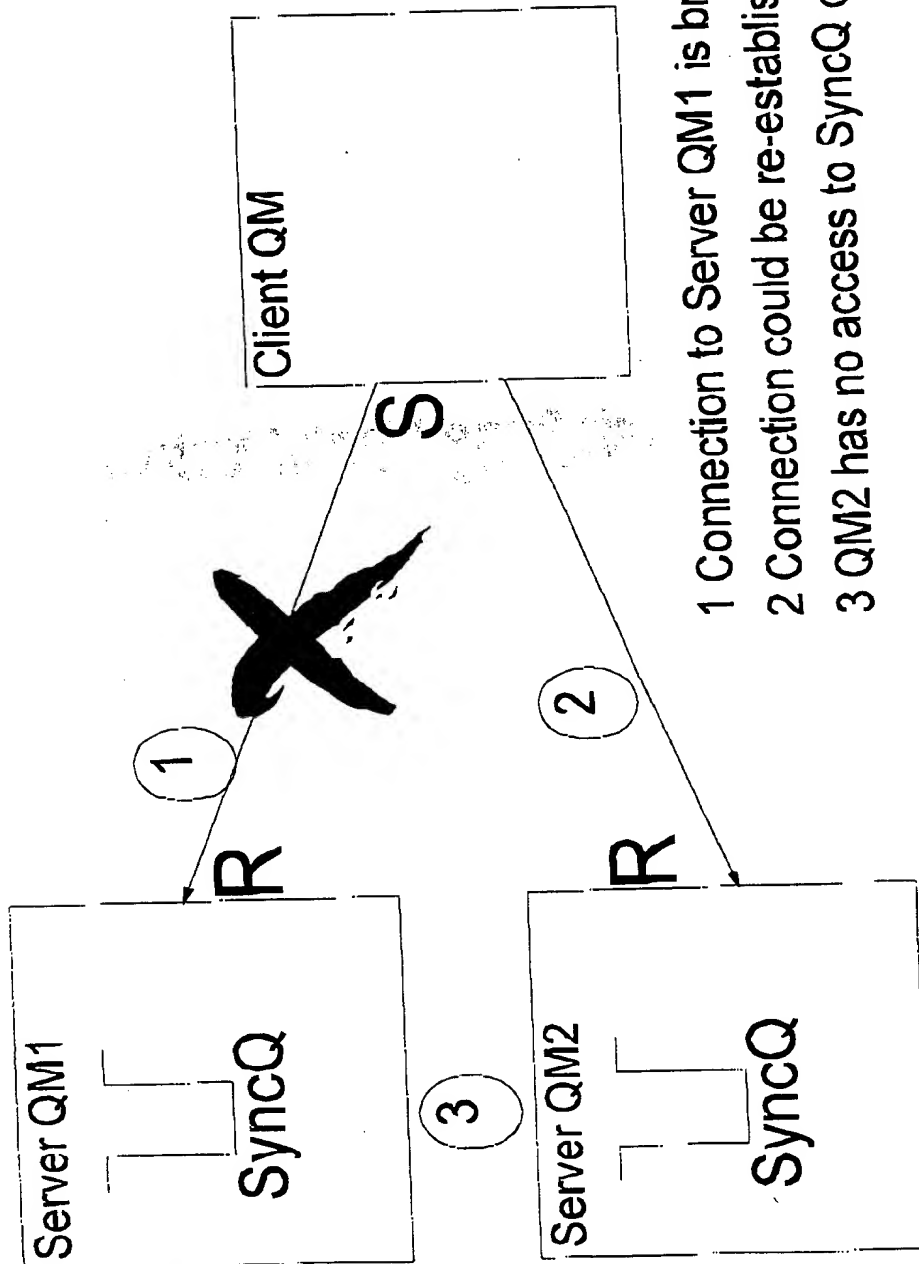 Server QM1
SyncQ
R
1
3
Server QM2
SyncQ
R
2
Client QM
S
1 Connection to Server QM1 is
2 Connection could be
3 QM2 has no access to SyncQ